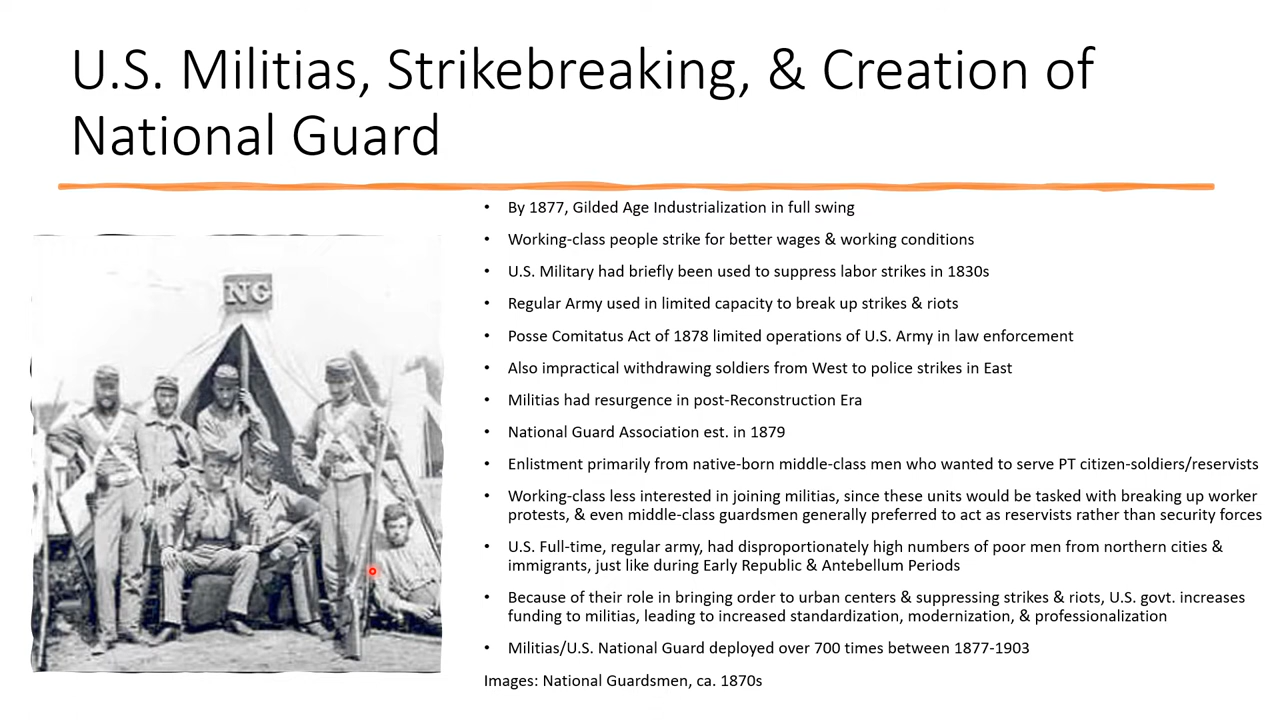 U.S. Militias, Strikebreaking, & Creation of
National Guard
NG
• By 1877, Gilded Age Industrialization in full swing
• Working-class people strike for better wages & working conditions
• U.S. Military had briefly been used to suppress labor strikes in 1830s
• Regular Army used in limited capacity to break up strikes & riots
• Posse Comitatus Act of 1878 limited operations of U.S. Army in law enforcement
• Also impractical withdrawing soldiers from West to police strikes in East
• Militias had resurgence in post-Reconstruction Era
• National Guard Association est. in 1879
• Enlistment primarily from native-born middle-class men who wanted to serve PT citizen-soldiers/reservists
• Working-class less interested in joining militias, since these units would be tasked with breaking up worker
protests, & even middle-class guardsmen generally preferred to act as reservists rather than security forces
• U.S. Full-time, regular army, had disproportionately high numbers of poor men from northern cities &
immigrants, just like during Early Republic & Antebellum Periods
• Because of their role in bringing order to urban centers & suppressing strikes & riots, U.S. govt. increases
funding to militias, leading to increased standardization, modernization, & professionalization
• Militias/U.S. National Guard deployed over 700 times between 1877-1903
Images: National Guardsmen, ca. 1870s